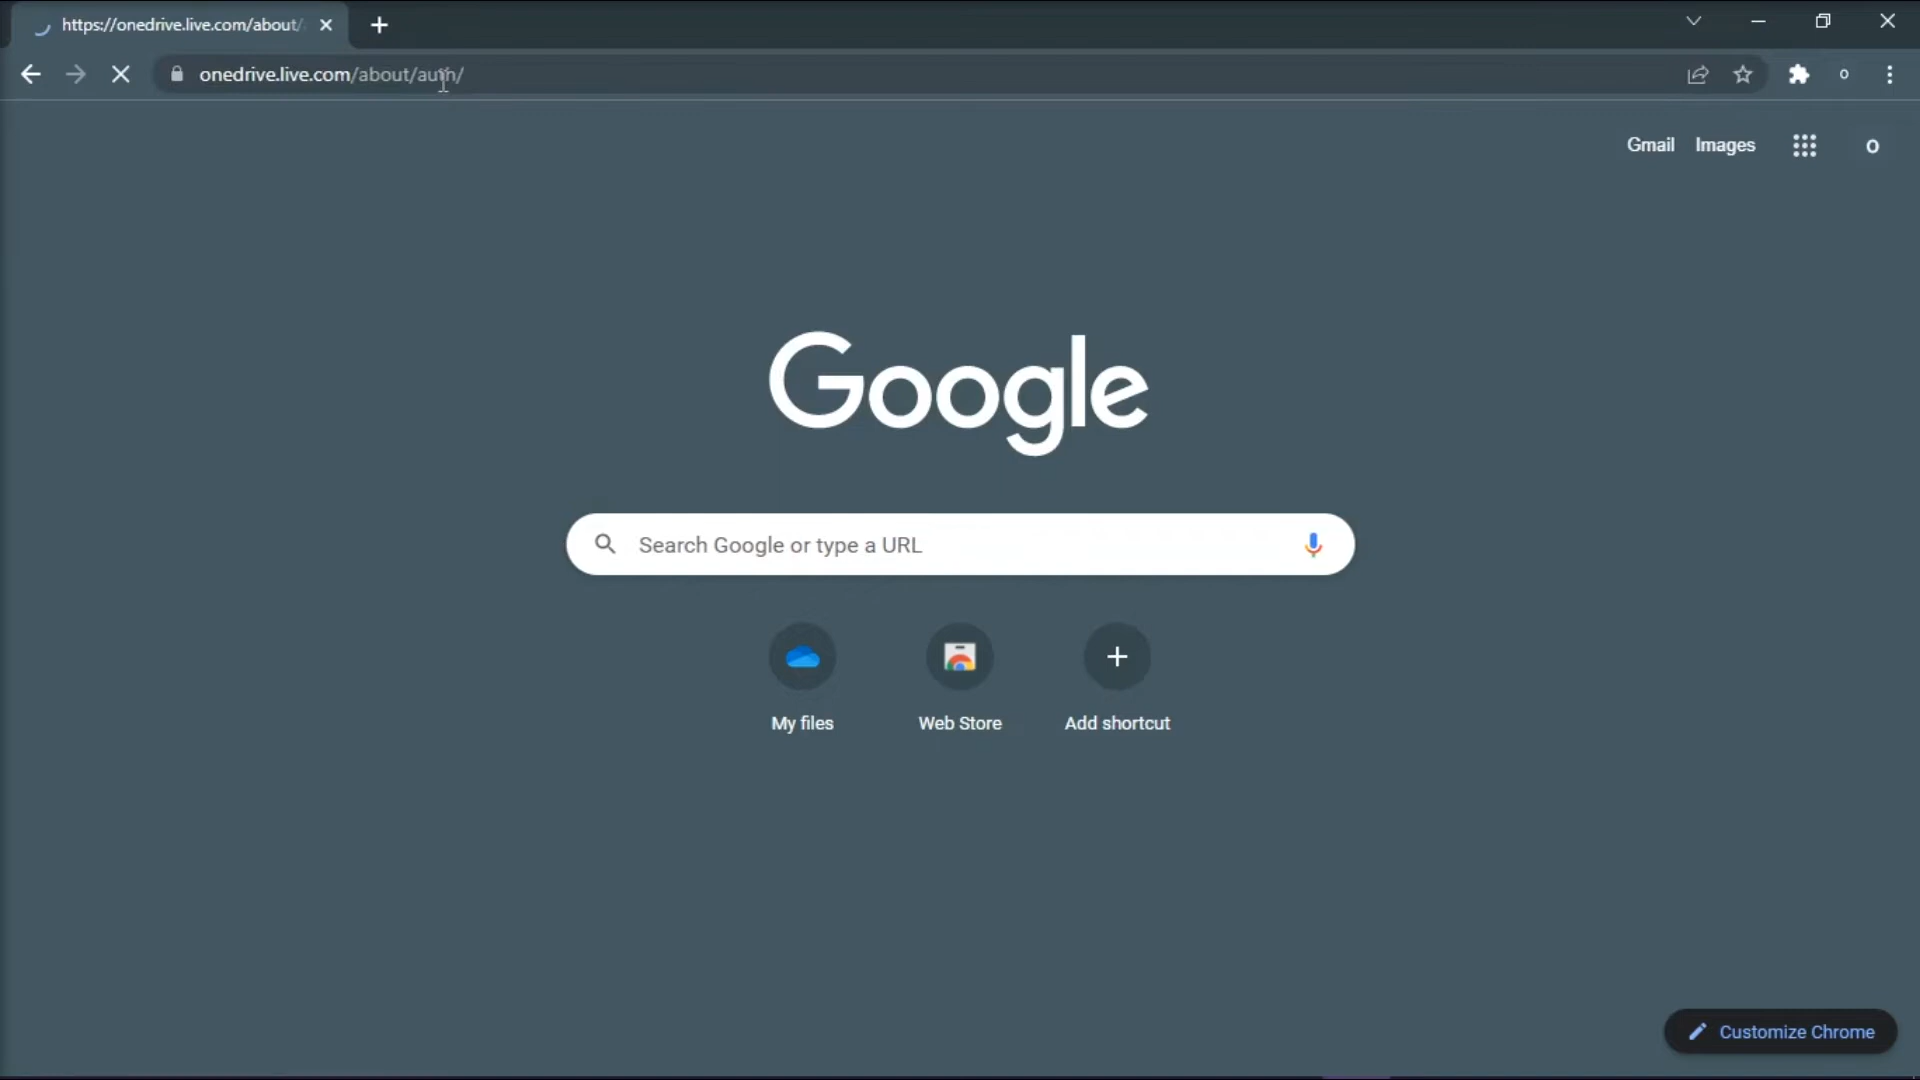 https://onedrive.live.com/about/
onedrive.live.com/about/auth/
Gmail Images
O
Google
Search Google or type a URL
My files Web Store Add shortcut
Customize Chrome